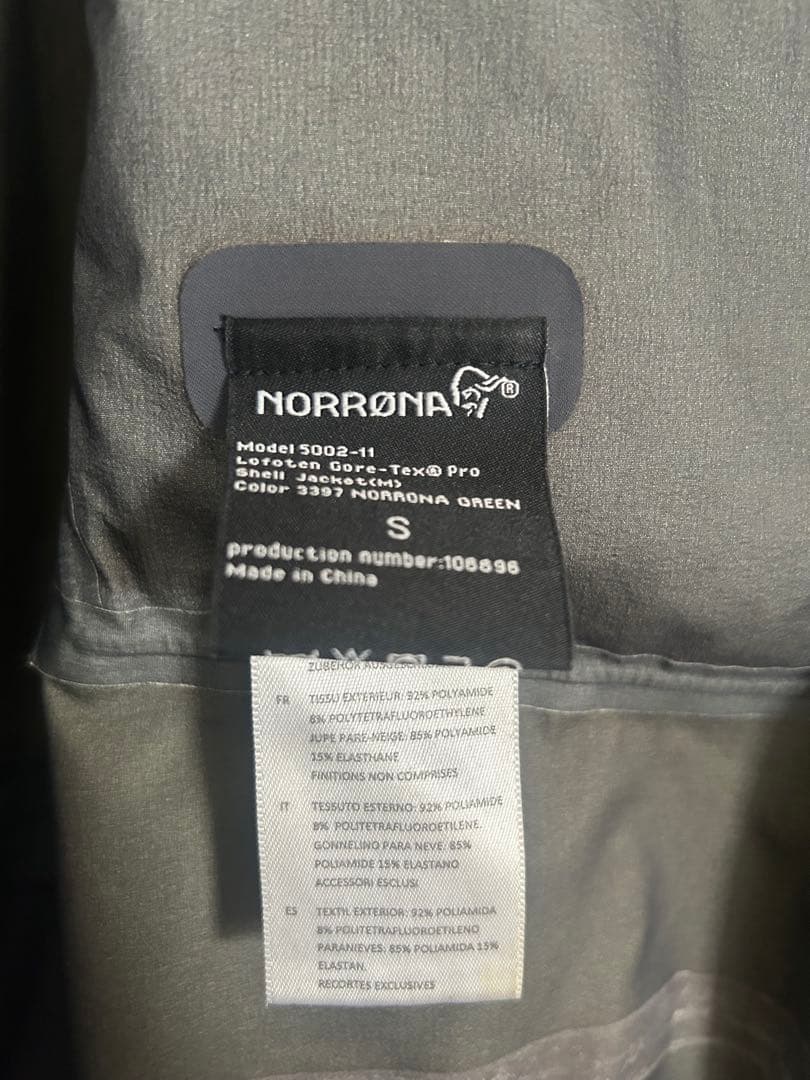 NORRØNA®
Model 5002-11
Lofoten Gore-Tex® Pro
Shell Jacket(M)
Color 3397 NORRØNA GREEN
S
production number:106896
Made in China
FR TISSU EXTERIEUR: 92% POLYAMIDE
8% POLYTETRAFLUOROETHYLENE
JUPE PARE-NEIGE: 85% POLYAMIDE
15% ELASTHANE
FINITIONS NON COMPRISES
IT TESSUTO ESTERNO: 92% POLIAMIDE
8% POLITETRAFLUOROETILENE.
GONNELINO PARA NEVE: 85%
POLIAMIDE 15% ELASTANO
ACCESSORI ESCLUSI
ES TEXTIL EXTERIOR: 92% POLIAMIDA
8% POLITETRAFLUOROETILENO
PARANIEVES: 85% POLIAMIDA 15%
ELASTAN.
RECORTES EXCLUSIVES